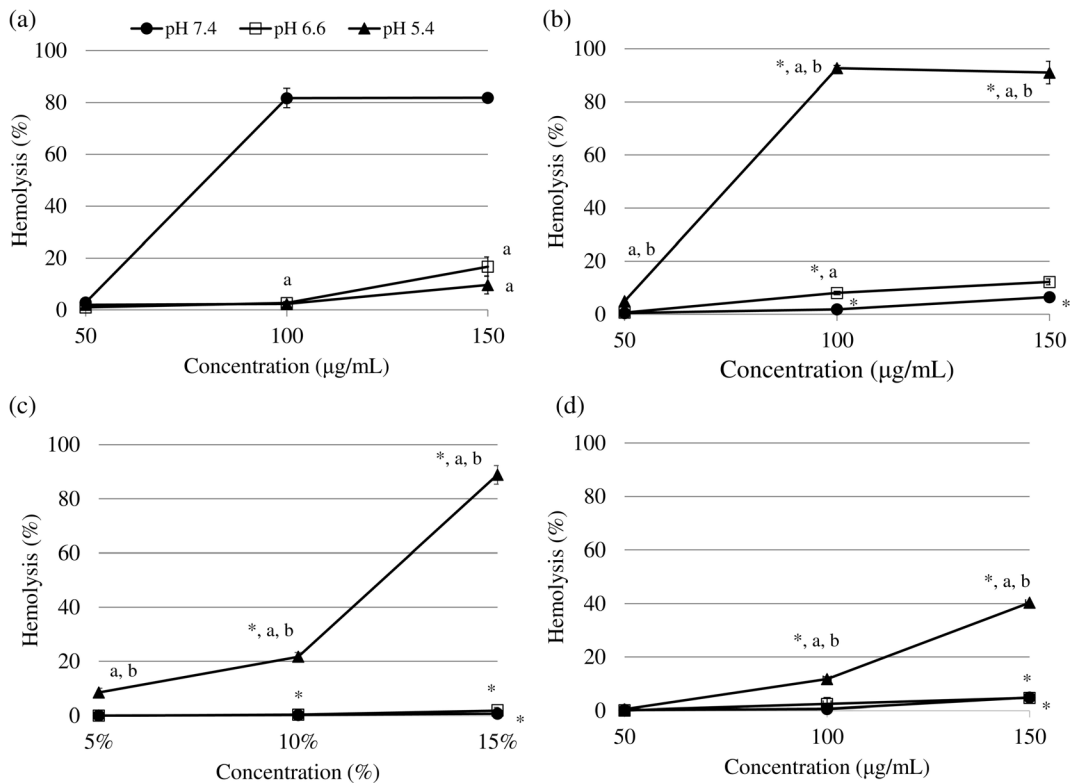 (a)
pH 7.4 pH 6.6 pH 5.4
100
80
60
40
20
0
Hemolysis (%)
a
a
a
50 100 150
Concentration (μg/mL)
(b)
100
80
60
40
20
0
Hemolysis (%)
*, a, b
*, a, b
a, b
*, a
*
*
50 100 150
Concentration (μg/mL)
(c)
100
80
60
40
20
0
Hemolysis (%)
*, a, b
*, a, b
a, b
*
*
*
5% 10% 15%
Concentration (%)
(d)
100
80
60
40
20
0
Hemolysis (%)
*, a, b
*, a, b
*
*
50 100 150
Concentration (μg/mL)